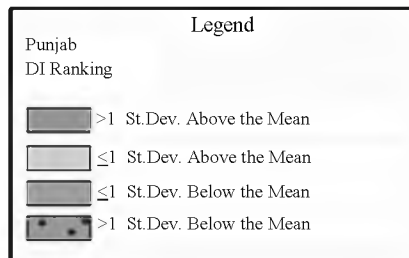 Legend
Punjab
DI Ranking
>1 St.Dev. Above the Mean
≤1 St.Dev. Above the Mean
≤1 St.Dev. Below the Mean
>1 St.Dev. Below the Mean